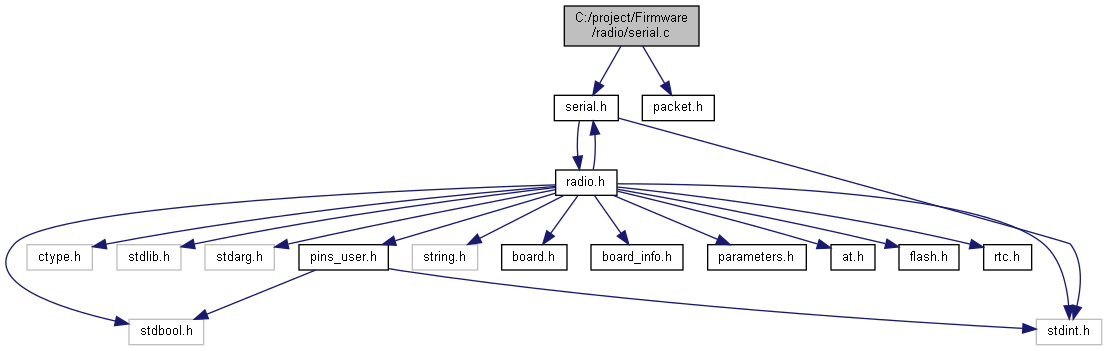 C:/project/Firmware
/radio/serial.c
serial.h
packet.h
radio.h
ctype.h
stdlib.h
stdarg.h
pins_user.h
string.h
board.h
board_info.h
parameters.h
at.h
flash.h
rtc.h
stdbool.h
stdint.h